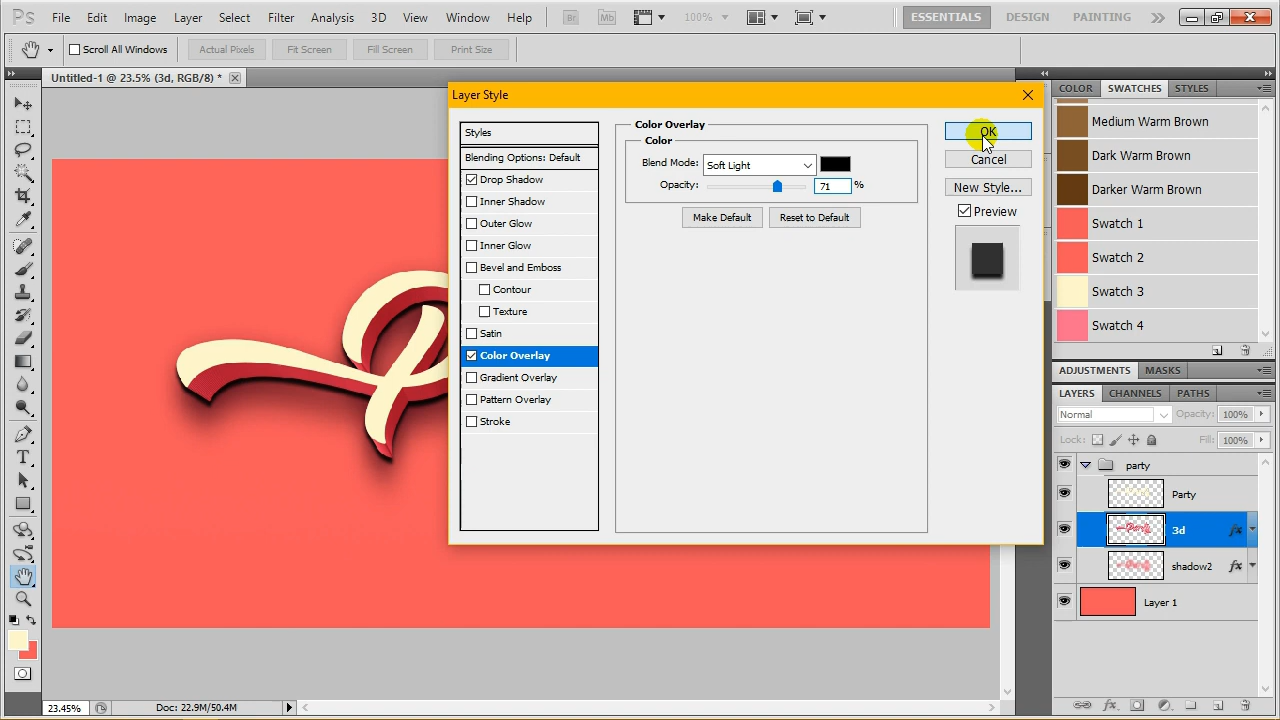 Ps File Edit Image Layer Select Filter Analysis 3D View Window Help Br Mb 100% ESSENTIALS DESIGN PAINTING
Scroll All Windows Actual Pixels Fit Screen Fill Screen Print Size
Untitled-1 @ 23.5% (3d, RGB/8) *
Layer Style
Styles
Blending Options: Default
Drop Shadow
Inner Shadow
Outer Glow
Inner Glow
Bevel and Emboss
Contour
Texture
Satin
Color Overlay
Gradient Overlay
Pattern Overlay
Stroke
Color Overlay
Color
Blend Mode: Soft Light
Opacity: 71 %
Make Default Reset to Default
OK
Cancel
New Style...
Preview
COLOR SWATCHES STYLES
Medium Warm Brown
Dark Warm Brown
Darker Warm Brown
Swatch 1
Swatch 2
Swatch 3
Swatch 4
ADJUSTMENTS MASKS
LAYERS CHANNELS PATHS
Normal Opacity: 100%
Lock: Fill: 100%
party
Party
3d fx
shadow2 fx
Layer 1
fx
T
23.45% Doc: 22.9M/50.4M